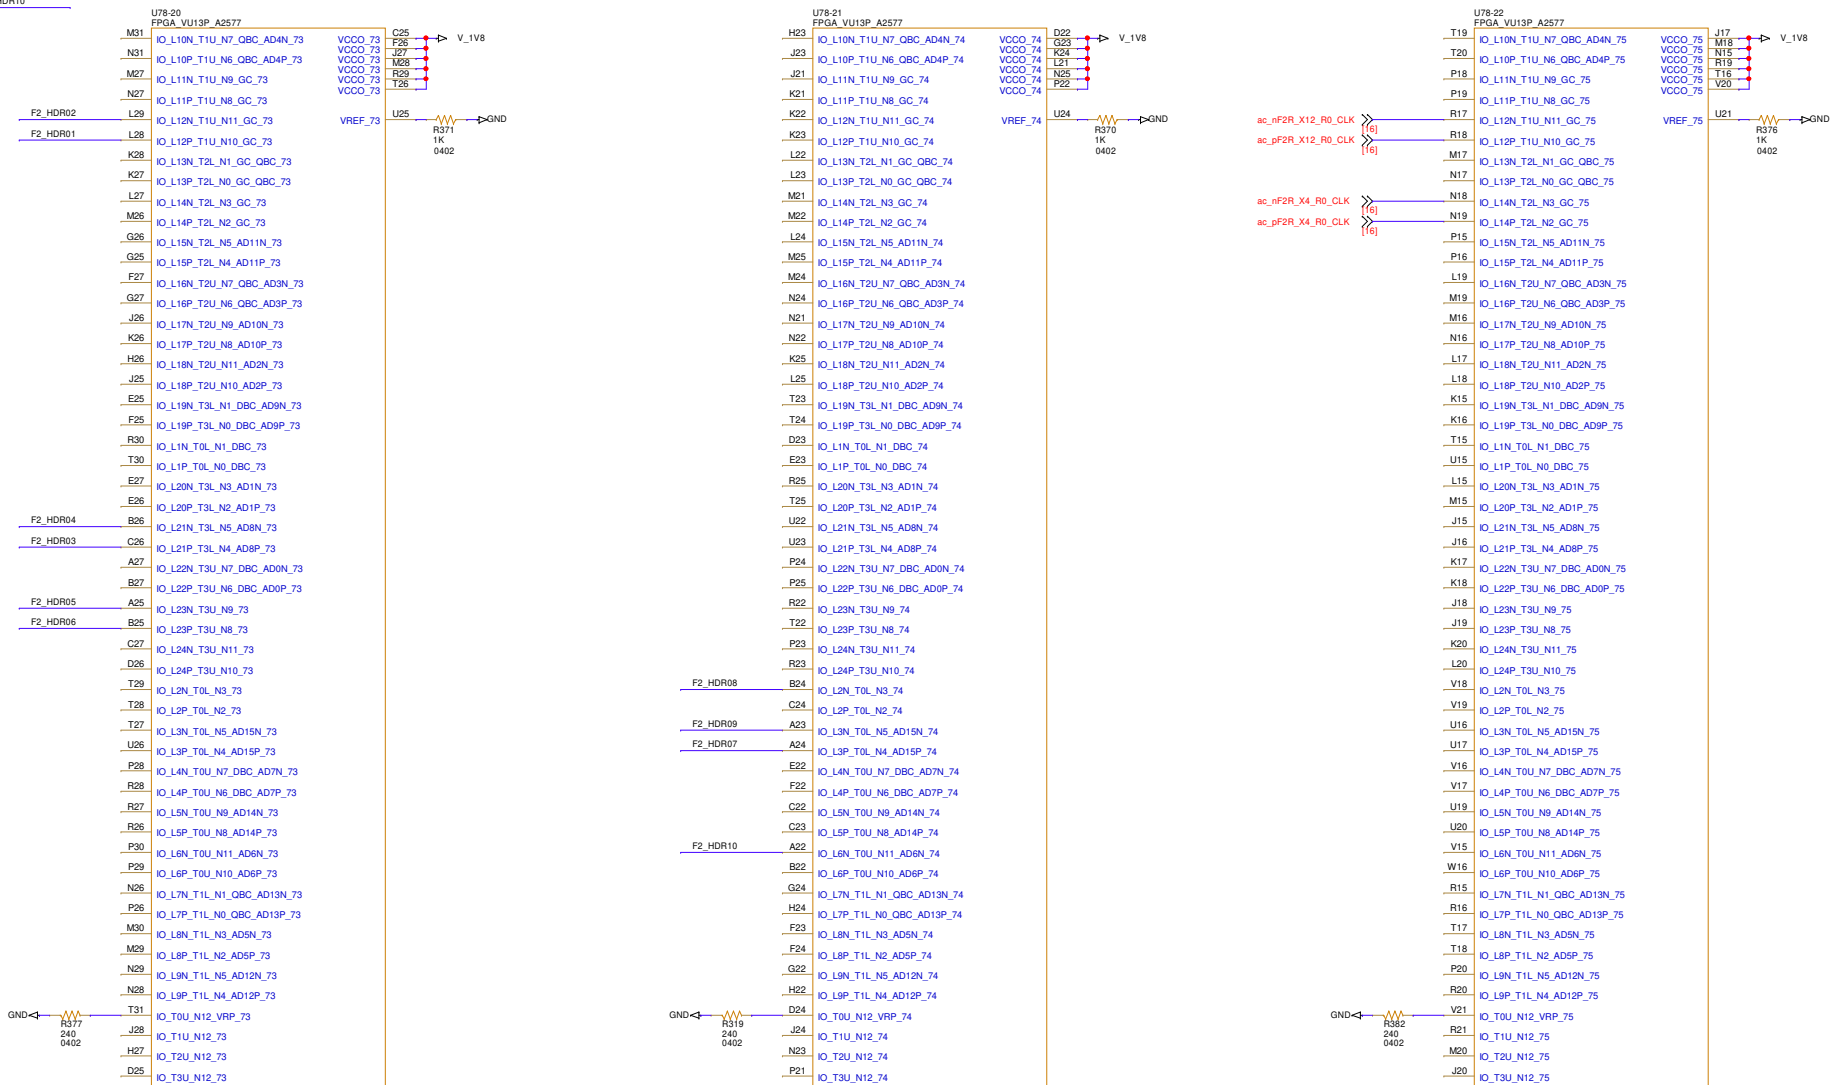 HDR10
U78-20
FPGA_VU13P_A2577
M31 IO_L10N_T1U_N7_QBC_AD4N_73 VCCO_73 C25 V_1V8
VCCO_73 F26
N31 IO_L10P_T1U_N6_QBC_AD4P_73 VCCO_73 J27
VCCO_73 M28
M27 IO_L11N_T1U_N9_GC_73 VCCO_73 R29
VCCO_73 T26
N27 IO_L11P_T1U_N8_GC_73
F2_HDR02 L29 IO_L12N_T1U_N11_GC_73 VREF_73 U25 GND
R371
1K
0402
F2_HDR01 L28 IO_L12P_T1U_N10_GC_73
K28 IO_L13N_T2L_N1_GC_QBC_73
K27 IO_L13P_T2L_N0_GC_QBC_73
L27 IO_L14N_T2L_N3_GC_73
M26 IO_L14P_T2L_N2_GC_73
G26 IO_L15N_T2L_N5_AD11N_73
G25 IO_L15P_T2L_N4_AD11P_73
F27 IO_L16N_T2U_N7_QBC_AD3N_73
G27 IO_L16P_T2U_N6_QBC_AD3P_73
J26 IO_L17N_T2U_N9_AD10N_73
K26 IO_L17P_T2U_N8_AD10P_73
H26 IO_L18N_T2U_N11_AD2N_73
J25 IO_L18P_T2U_N10_AD2P_73
E25 IO_L19N_T3L_N1_DBC_AD9N_73
F25 IO_L19P_T3L_N0_DBC_AD9P_73
R30 IO_L1N_T0L_N1_DBC_73
T30 IO_L1P_T0L_N0_DBC_73
E27 IO_L20N_T3L_N3_AD1N_73
E26 IO_L20P_T3L_N2_AD1P_73
F2_HDR04 B26 IO_L21N_T3L_N5_AD8N_73
F2_HDR03 C26 IO_L21P_T3L_N4_AD8P_73
A27 IO_L22N_T3U_N7_DBC_AD0N_73
B27 IO_L22P_T3U_N6_DBC_AD0P_73
F2_HDR05 A25 IO_L23N_T3U_N9_73
F2_HDR06 B25 IO_L23P_T3U_N8_73
C27 IO_L24N_T3U_N11_73
D26 IO_L24P_T3U_N10_73
T29 IO_L2N_T0L_N3_73
T28 IO_L2P_T0L_N2_73
T27 IO_L3N_T0L_N5_AD15N_73
U26 IO_L3P_T0L_N4_AD15P_73
P28 IO_L4N_T0U_N7_DBC_AD7N_73
R28 IO_L4P_T0U_N6_DBC_AD7P_73
R27 IO_L5N_T0U_N9_AD14N_73
R26 IO_L5P_T0U_N8_AD14P_73
P30 IO_L6N_T0U_N11_AD6N_73
P29 IO_L6P_T0U_N10_AD6P_73
N26 IO_L7N_T1L_N1_QBC_AD13N_73
P26 IO_L7P_T1L_N0_QBC_AD13P_73
M30 IO_L8N_T1L_N3_AD5N_73
M29 IO_L8P_T1L_N2_AD5P_73
N29 IO_L9N_T1L_N5_AD12N_73
N28 IO_L9P_T1L_N4_AD12P_73
GND T31 IO_T0U_N12_VRP_73
R377
240
0402
J28 IO_T1U_N12_73
H27 IO_T2U_N12_73
D25 IO_T3U_N12_73
U78-21
FPGA_VU13P_A2577
H23 IO_L10N_T1U_N7_QBC_AD4N_74 VCCO_74 D22 V_1V8
VCCO_74 G23
J23 IO_L10P_T1U_N6_QBC_AD4P_74 VCCO_74 K24
VCCO_74 L21
J21 IO_L11N_T1U_N9_GC_74 VCCO_74 N25
VCCO_74 P22
K21 IO_L11P_T1U_N8_GC_74
K22 IO_L12N_T1U_N11_GC_74 VREF_74 U24 GND
R370
1K
0402
K23 IO_L12P_T1U_N10_GC_74
L22 IO_L13N_T2L_N1_GC_QBC_74
L23 IO_L13P_T2L_N0_GC_QBC_74
M21 IO_L14N_T2L_N3_GC_74
M22 IO_L14P_T2L_N2_GC_74
L24 IO_L15N_T2L_N5_AD11N_74
M25 IO_L15P_T2L_N4_AD11P_74
M24 IO_L16N_T2U_N7_QBC_AD3N_74
N24 IO_L16P_T2U_N6_QBC_AD3P_74
N21 IO_L17N_T2U_N9_AD10N_74
N22 IO_L17P_T2U_N8_AD10P_74
K25 IO_L18N_T2U_N11_AD2N_74
L25 IO_L18P_T2U_N10_AD2P_74
T23 IO_L19N_T3L_N1_DBC_AD9N_74
T24 IO_L19P_T3L_N0_DBC_AD9P_74
D23 IO_L1N_T0L_N1_DBC_74
E23 IO_L1P_T0L_N0_DBC_74
R25 IO_L20N_T3L_N3_AD1N_74
T25 IO_L20P_T3L_N2_AD1P_74
U22 IO_L21N_T3L_N5_AD8N_74
U23 IO_L21P_T3L_N4_AD8P_74
P24 IO_L22N_T3U_N7_DBC_AD0N_74
P25 IO_L22P_T3U_N6_DBC_AD0P_74
R22 IO_L23N_T3U_N9_74
T22 IO_L23P_T3U_N8_74
P23 IO_L24N_T3U_N11_74
R23 IO_L24P_T3U_N10_74
F2_HDR08 B24 IO_L2N_T0L_N3_74
C24 IO_L2P_T0L_N2_74
F2_HDR09 A23 IO_L3N_T0L_N5_AD15N_74
F2_HDR07 A24 IO_L3P_T0L_N4_AD15P_74
E22 IO_L4N_T0U_N7_DBC_AD7N_74
F22 IO_L4P_T0U_N6_DBC_AD7P_74
C22 IO_L5N_T0U_N9_AD14N_74
C23 IO_L5P_T0U_N8_AD14P_74
F2_HDR10 A22 IO_L6N_T0U_N11_AD6N_74
B22 IO_L6P_T0U_N10_AD6P_74
G24 IO_L7N_T1L_N1_QBC_AD13N_74
H24 IO_L7P_T1L_N0_QBC_AD13P_74
F23 IO_L8N_T1L_N3_AD5N_74
F24 IO_L8P_T1L_N2_AD5P_74
G22 IO_L9N_T1L_N5_AD12N_74
H22 IO_L9P_T1L_N4_AD12P_74
GND D24 IO_T0U_N12_VRP_74
R319
240
0402
J24 IO_T1U_N12_74
N23 IO_T2U_N12_74
P21 IO_T3U_N12_74
U78-22
FPGA_VU13P_A2577
T19 IO_L10N_T1U_N7_QBC_AD4N_75 VCCO_75 J17 V_1V8
VCCO_75 M18
T20 IO_L10P_T1U_N6_QBC_AD4P_75 VCCO_75 N15
VCCO_75 R19
P18 IO_L11N_T1U_N9_GC_75 VCCO_75 T16
VCCO_75 V20
P19 IO_L11P_T1U_N8_GC_75
ac_nF2R_X12_R0_CLK [16] R17 IO_L12N_T1U_N11_GC_75 VREF_75 U21 GND
R376
1K
0402
ac_pF2R_X12_R0_CLK [16] R18 IO_L12P_T1U_N10_GC_75
M17 IO_L13N_T2L_N1_GC_QBC_75
N17 IO_L13P_T2L_N0_GC_QBC_75
ac_nF2R_X4_R0_CLK [16] N18 IO_L14N_T2L_N3_GC_75
ac_pF2R_X4_R0_CLK [16] N19 IO_L14P_T2L_N2_GC_75
P15 IO_L15N_T2L_N5_AD11N_75
P16 IO_L15P_T2L_N4_AD11P_75
L19 IO_L16N_T2U_N7_QBC_AD3N_75
M19 IO_L16P_T2U_N6_QBC_AD3P_75
M16 IO_L17N_T2U_N9_AD10N_75
N16 IO_L17P_T2U_N8_AD10P_75
L17 IO_L18N_T2U_N11_AD2N_75
L18 IO_L18P_T2U_N10_AD2P_75
K15 IO_L19N_T3L_N1_DBC_AD9N_75
K16 IO_L19P_T3L_N0_DBC_AD9P_75
T15 IO_L1N_T0L_N1_DBC_75
U15 IO_L1P_T0L_N0_DBC_75
L15 IO_L20N_T3L_N3_AD1N_75
M15 IO_L20P_T3L_N2_AD1P_75
J15 IO_L21N_T3L_N5_AD8N_75
J16 IO_L21P_T3L_N4_AD8P_75
K17 IO_L22N_T3U_N7_DBC_AD0N_75
K18 IO_L22P_T3U_N6_DBC_AD0P_75
J18 IO_L23N_T3U_N9_75
J19 IO_L23P_T3U_N8_75
K20 IO_L24N_T3U_N11_75
L20 IO_L24P_T3U_N10_75
V18 IO_L2N_T0L_N3_75
V19 IO_L2P_T0L_N2_75
U16 IO_L3N_T0L_N5_AD15N_75
U17 IO_L3P_T0L_N4_AD15P_75
V16 IO_L4N_T0U_N7_DBC_AD7N_75
V17 IO_L4P_T0U_N6_DBC_AD7P_75
U19 IO_L5N_T0U_N9_AD14N_75
U20 IO_L5P_T0U_N8_AD14P_75
V15 IO_L6N_T0U_N11_AD6N_75
W16 IO_L6P_T0U_N10_AD6P_75
R15 IO_L7N_T1L_N1_QBC_AD13N_75
R16 IO_L7P_T1L_N0_QBC_AD13P_75
T17 IO_L8N_T1L_N3_AD5N_75
T18 IO_L8P_T1L_N2_AD5P_75
P20 IO_L9N_T1L_N5_AD12N_75
R20 IO_L9P_T1L_N4_AD12P_75
GND V21 IO_T0U_N12_VRP_75
R382
240
0402
R21 IO_T1U_N12_75
M20 IO_T2U_N12_75
J20 IO_T3U_N12_75